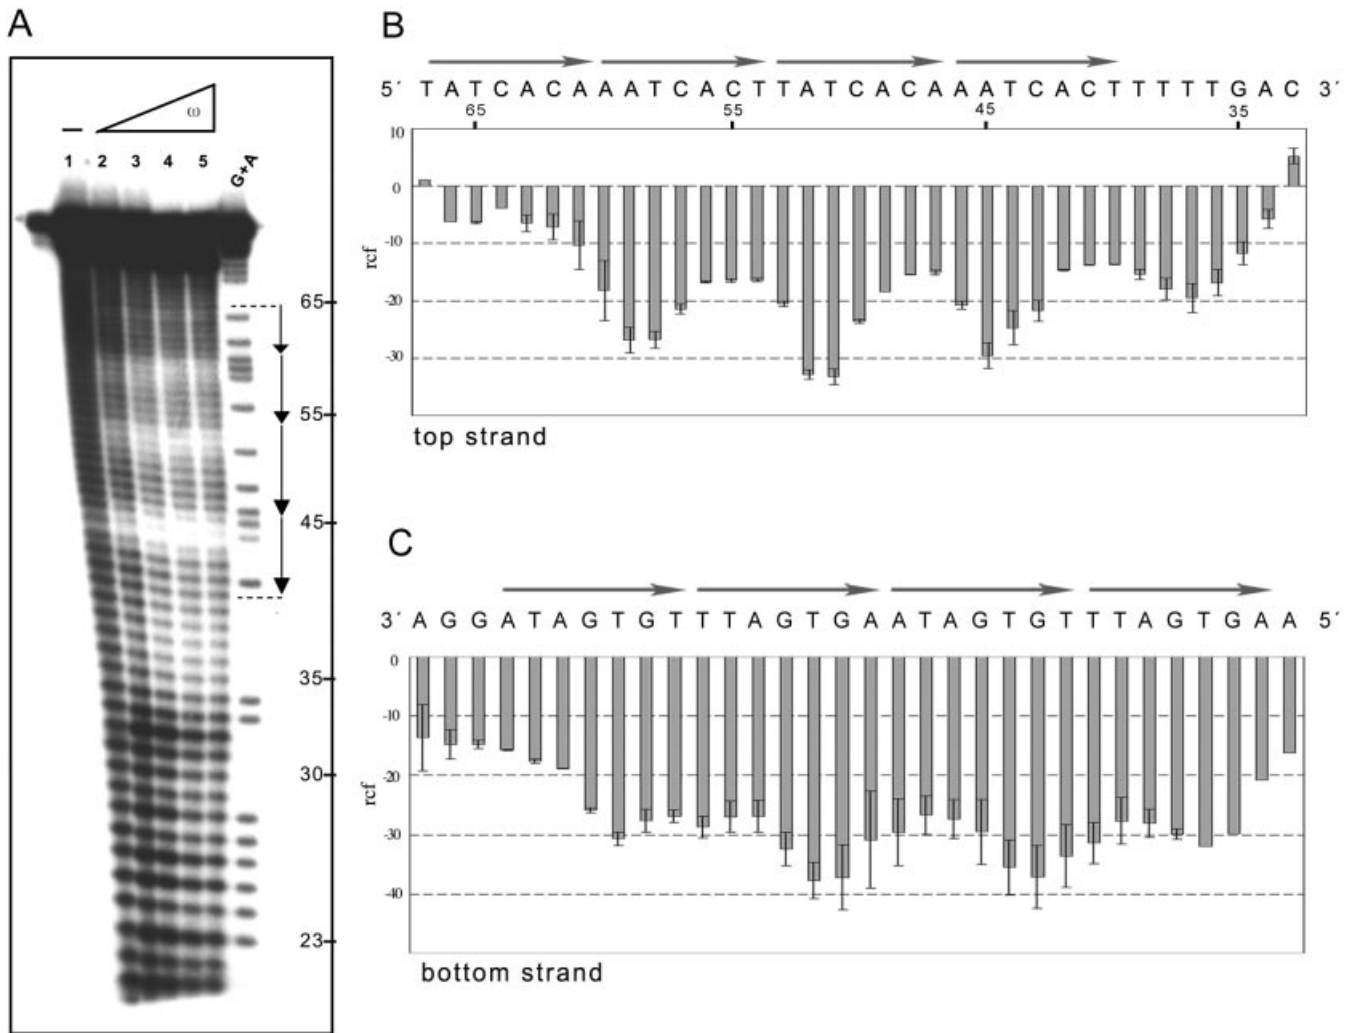 A
ω
1 2 3 4 5 G+A
65
55
45
35
30
23
B
5´ T A T C A C A A A T C A C T T A T C A C A A A T C A C T T T T T G A C 3´
65 55 45 35
10
0
-10
-20
-30
rcf
top strand
C
3´ A G G A T A G T G T T T A G T G A A T A G T G T T T A G T G A A 5´
0
-10
-20
-30
-40
rcf
bottom strand